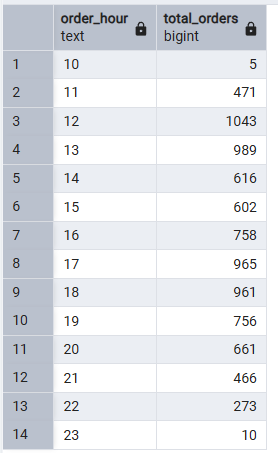 order_hour total_orders
text bigint
1 10 5
2 11 471
3 12 1043
4 13 989
5 14 616
6 15 602
7 16 758
8 17 965
9 18 961
10 19 756
11 20 661
12 21 466
13 22 273
14 23 10